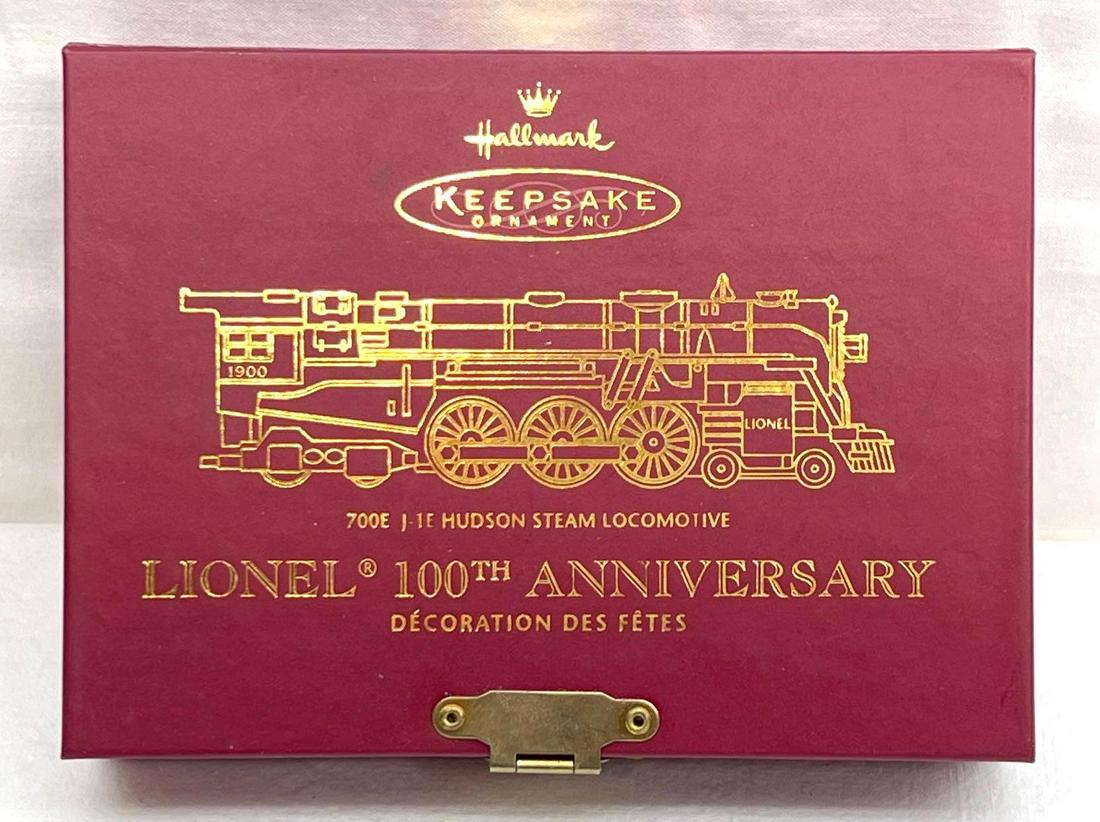 Hallmark
KEEPSAKE
ORNAMENT
1900
LIONEL
700E J-1E HUDSON STEAM LOCOMOTIVE
LIONEL® 100TH ANNIVERSARY
DÉCORATION DES FÊTES